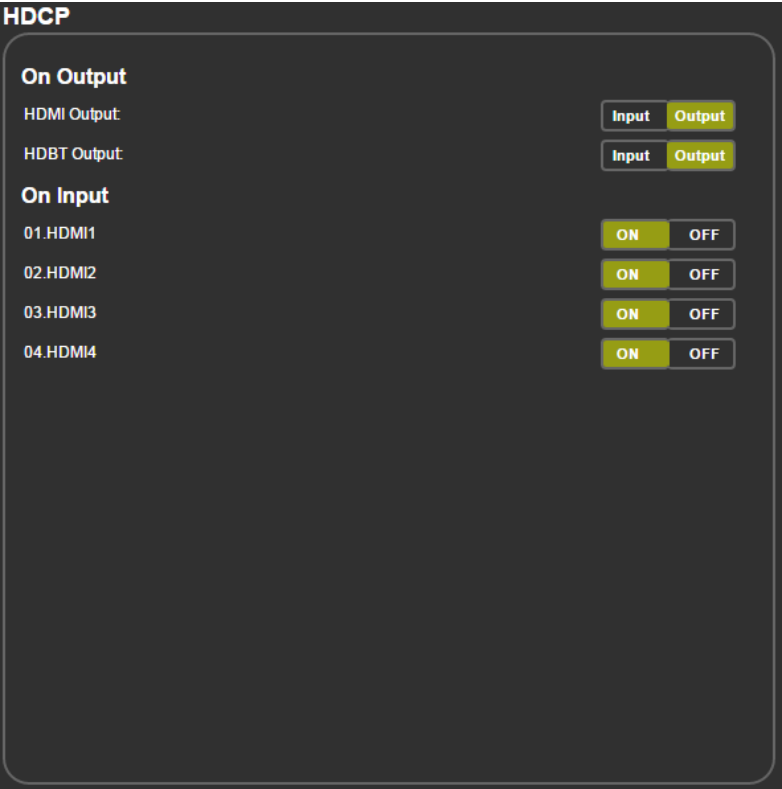 HDCP
On Output
HDMI Output: Input Output
HDBT Output: Input Output
On Input
01.HDMI1 ON OFF
02.HDMI2 ON OFF
03.HDMI3 ON OFF
04.HDMI4 ON OFF